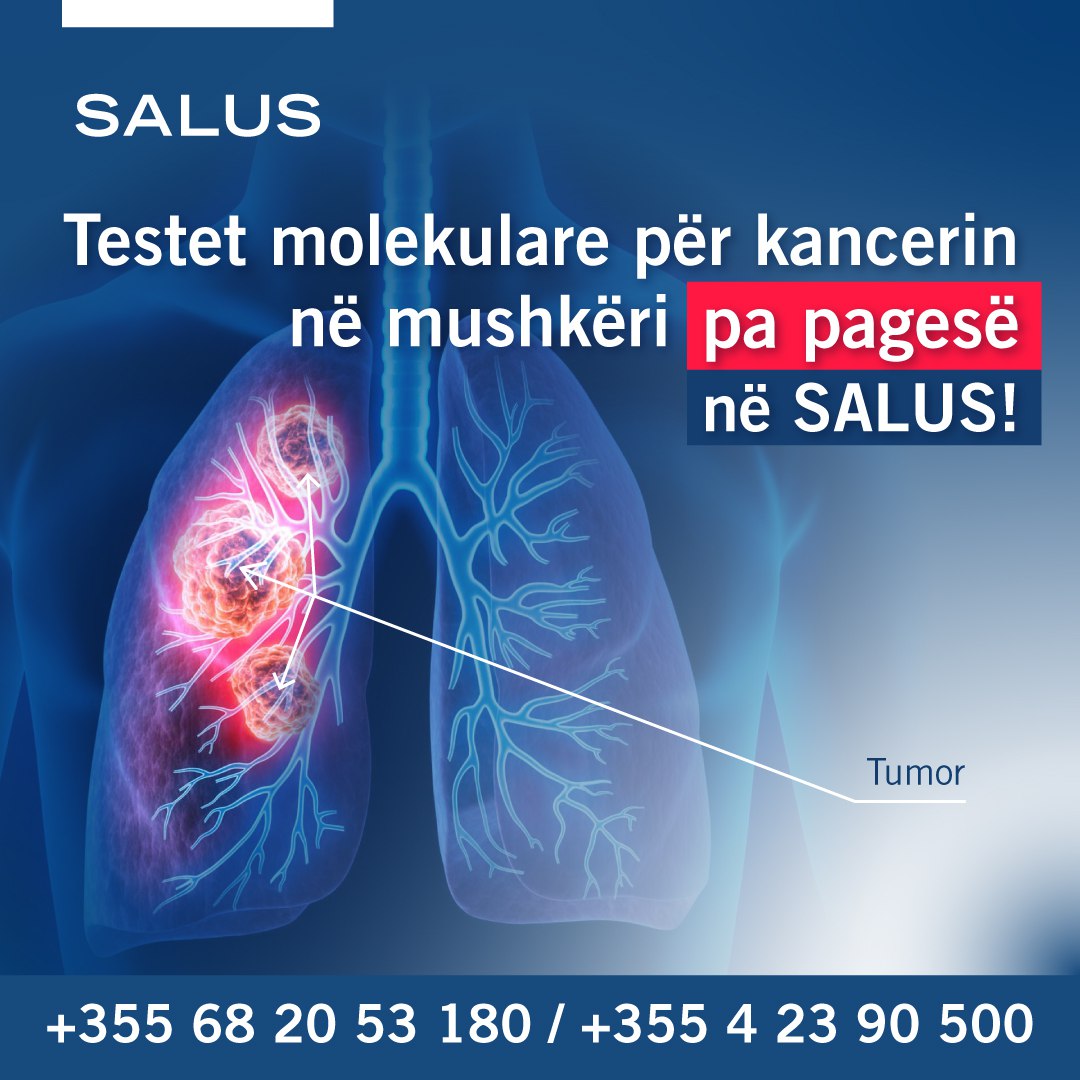 SALUS
Testet molekulare për kancerin
në mushkëri pa pagesë
në SALUS!
Tumor
+355 68 20 53 180 / +355 4 23 90 500